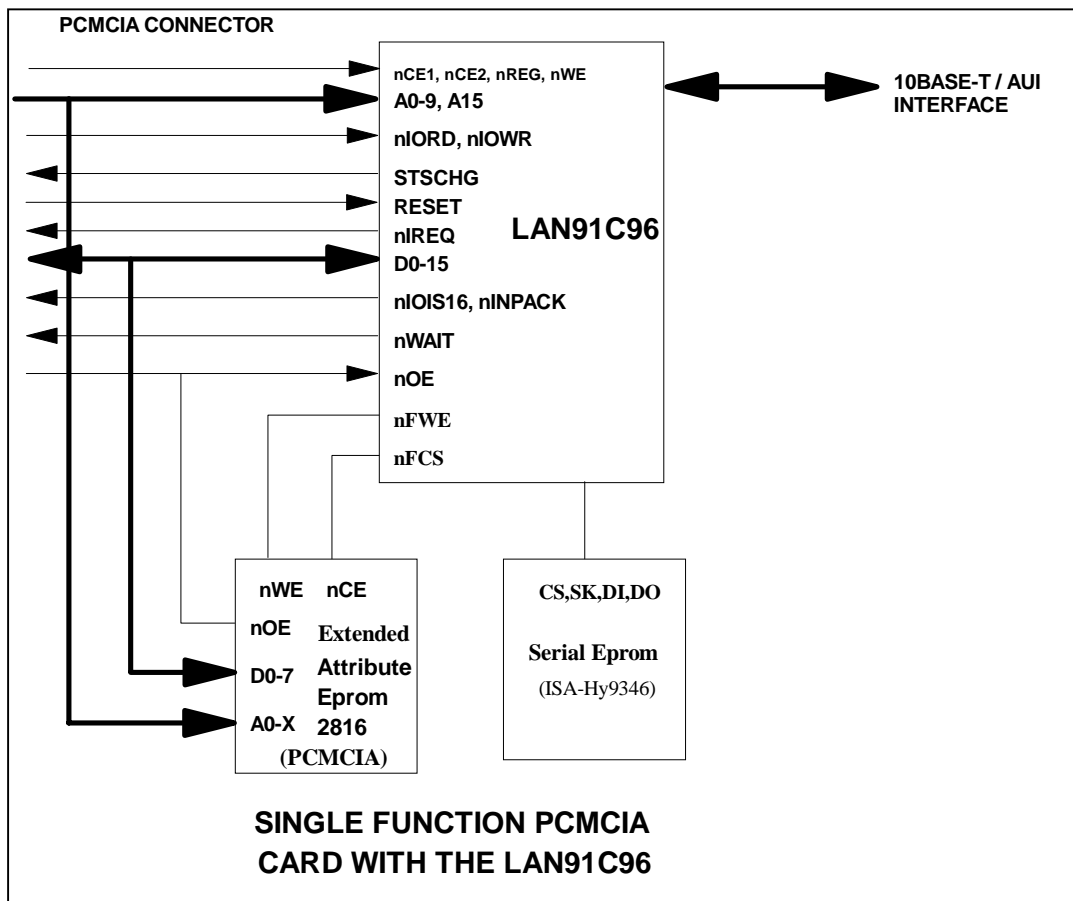 PCMCIA CONNECTOR
nCE1, nCE2, nREG, nWE
A0-9, A15
nIORD, nIOWR
STSCHG
RESET
nIREQ
D0-15
nIOIS16, nINPACK
nWAIT
nOE
nFWE
nFCS
LAN91C96
10BASE-T / AUI
INTERFACE
nWE nCE
nOE Extended
D0-7 Attribute
Eprom
A0-X 2816
(PCMCIA)
CS,SK,DI,DO
Serial Eprom
(ISA-Hy9346)
SINGLE FUNCTION PCMCIA
CARD WITH THE LAN91C96